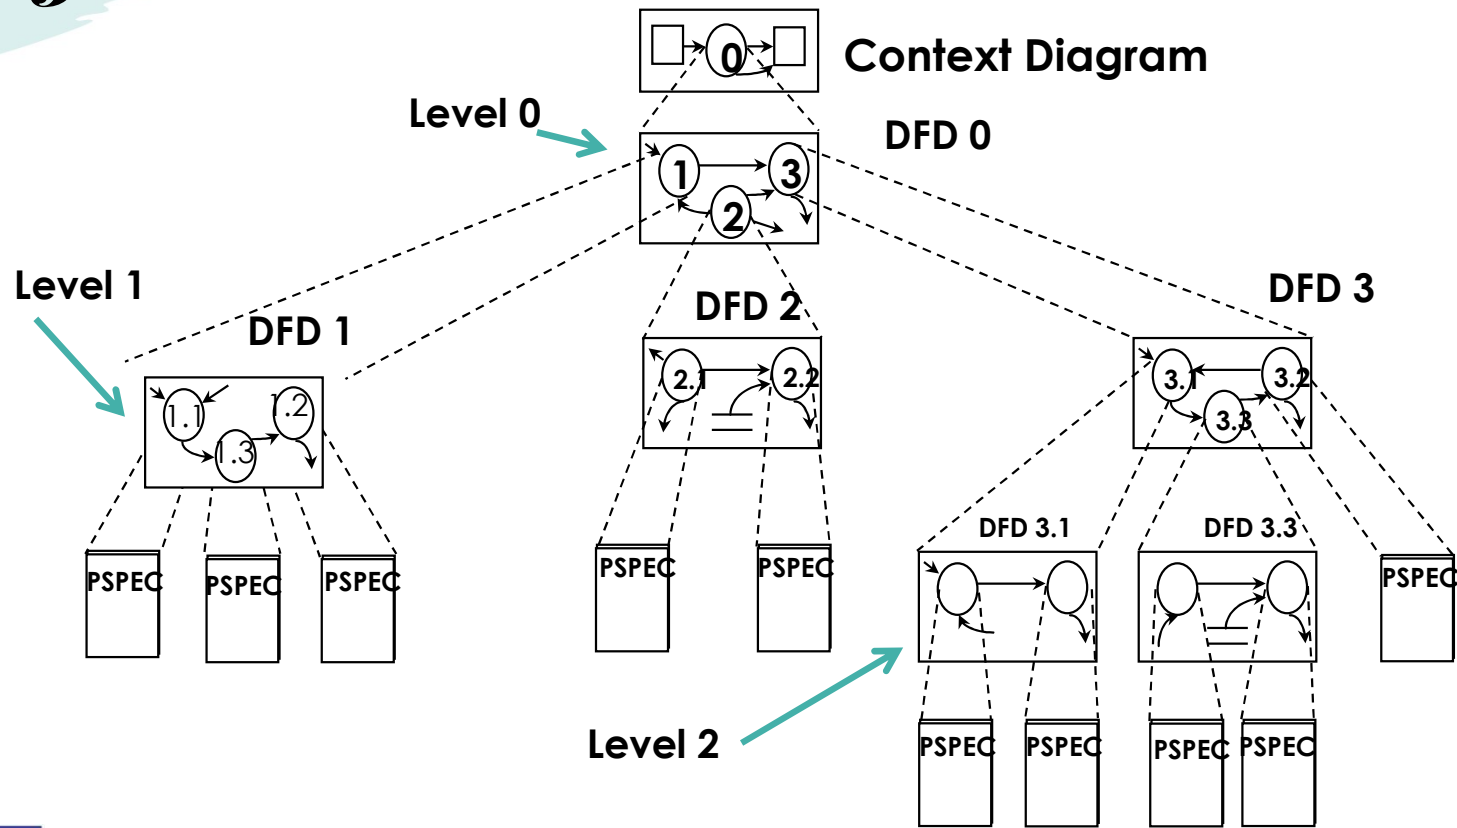 0
Context Diagram
Level 0
DFD 0
1
3
2
Level 1
DFD 1
DFD 2
DFD 3
1.1
1.2
1.3
2.1
2.2
3.1
3.2
3.3
DFD 3.1
DFD 3.3
PSPEC
PSPEC
PSPEC
PSPEC
PSPEC
PSPEC
Level 2
PSPEC
PSPEC
PSPEC
PSPEC